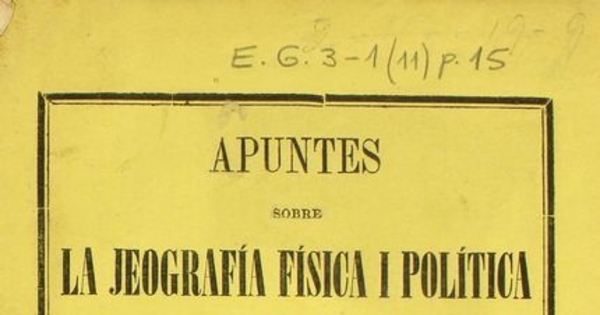 E. G. 3-1 (11) p. 15
APUNTES
SOBRE
LA JEOGRAFÍA FÍSICA I POLÍTICA